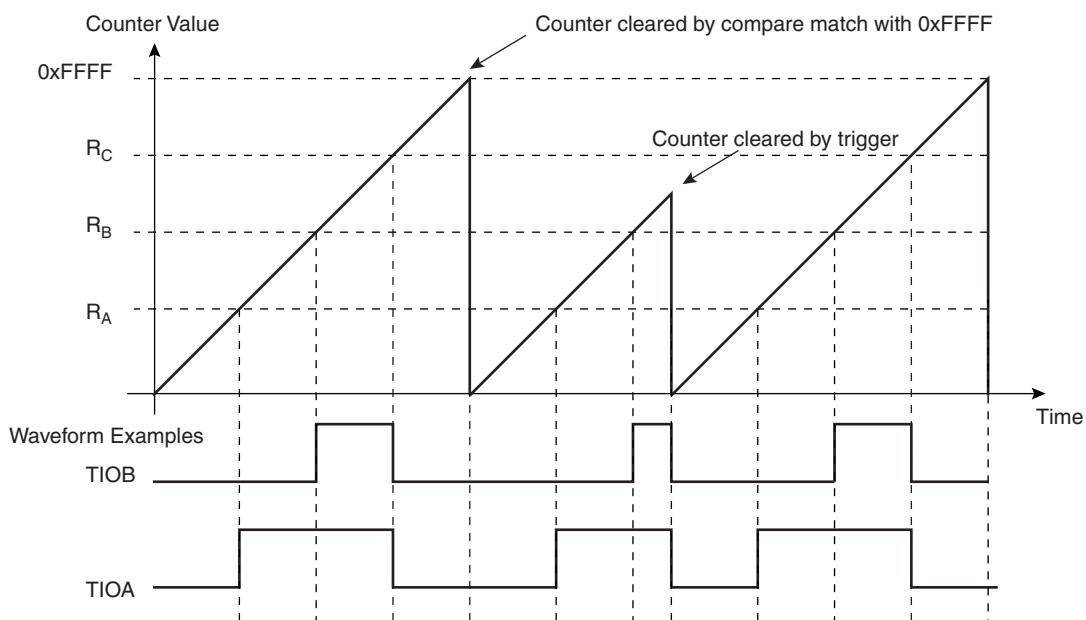 Counter Value
Counter cleared by compare match with 0xFFFF
0xFFFF
Counter cleared by trigger
RC
RB
RA
Time
Waveform Examples
TIOB
TIOA